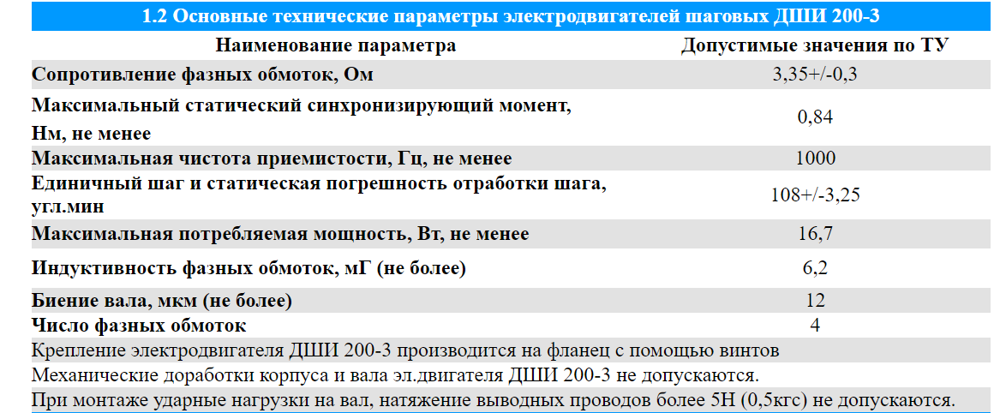 1.2 Основные технические параметры электродвигателей шаговых ДШИ 200-3
Наименование параметра Допустимые значения по ТУ
Сопротивление фазных обмоток, Ом 3,35+/-0,3
Максимальный статический синхронизирующий момент,
Нм, не менее 0,84
Максимальная чистота приемистости, Гц, не менее 1000
Единичный шаг и статическая погрешность отработки шага,
угл.мин 108+/-3,25
Максимальная потребляемая мощность, Вт, не менее 16,7
Индуктивность фазных обмоток, мГ (не более) 6,2
Биение вала, мкм (не более) 12
Число фазных обмоток 4
Крепление электродвигателя ДШИ 200-3 производится на фланец с помощью винтов
Механические доработки корпуса и вала эл.двигателя ДШИ 200-3 не допускаются.
При монтаже ударные нагрузки на вал, натяжение выводных проводов более 5Н (0,5кгс) не допускаются.